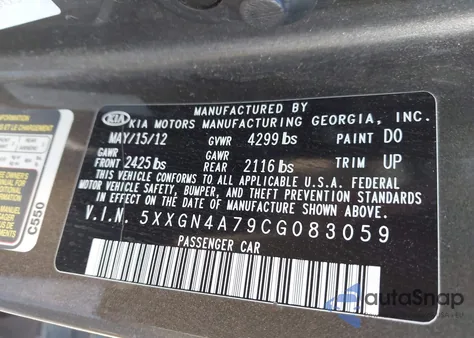 MANUFACTURED BY
KIA KIA MOTORS MANUFACTURING GEORGIA, INC.
MAY/15/12 GVWR 4299 lbs PAINT DO
GAWR GAWR
FRONT 2425 lbs REAR 2116 lbs TRIM UP
THIS VEHICLE CONFORMS TO ALL APPLICABLE U.S.A. FEDERAL
MOTOR VEHICLE SAFETY, BUMPER, AND THEFT PREVENTION STANDARDS
IN EFFECT ON THE DATE OF MANUFACTURE SHOWN ABOVE.
V.I.N. 5XXGN4A79CG083059
PASSENGER CAR
C550
autoSnap